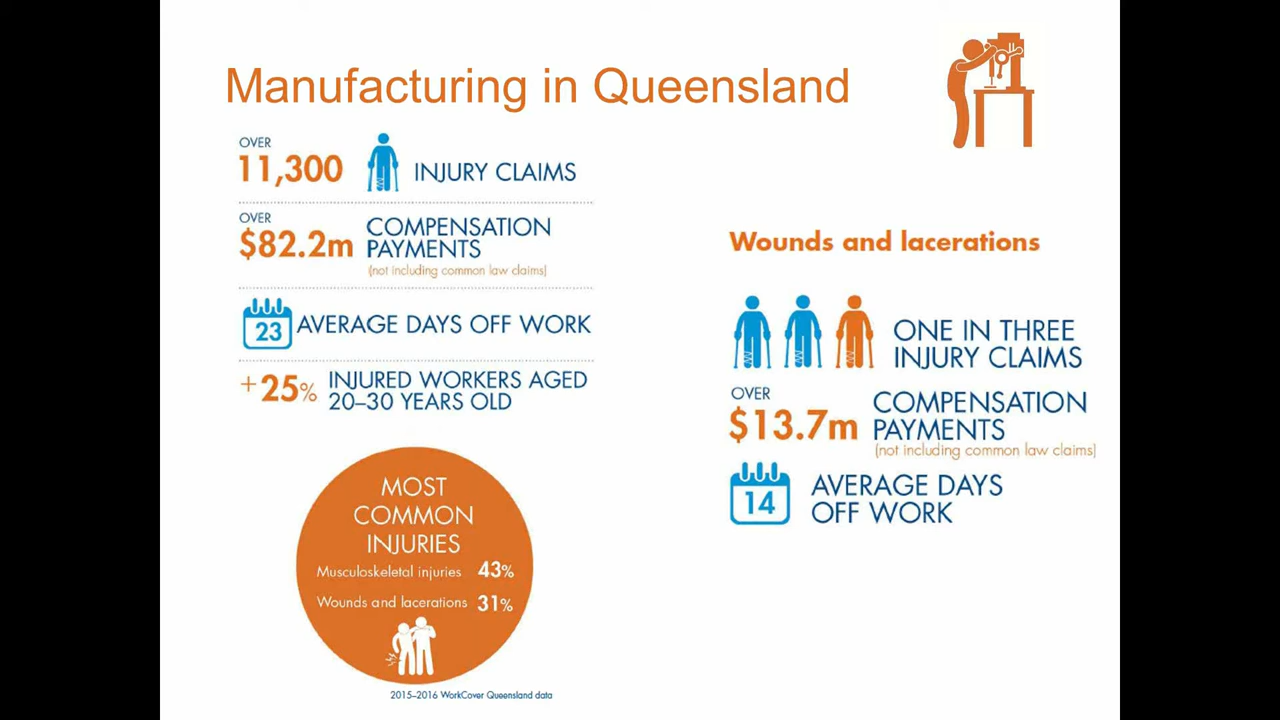 Manufacturing in Queensland
OVER
11,300 INJURY CLAIMS
OVER
$82.2m COMPENSATION
PAYMENTS
(not including common law claims)
23 AVERAGE DAYS OFF WORK
+25% INJURED WORKERS AGED
20–30 YEARS OLD
MOST
COMMON
INJURIES
Musculoskeletal injuries 43%
Wounds and lacerations 31%
2015–2016 WorkCover Queensland data
Wounds and lacerations
ONE IN THREE
INJURY CLAIMS
OVER
$13.7m COMPENSATION
PAYMENTS
(not including common law claims)
14 AVERAGE DAYS
OFF WORK